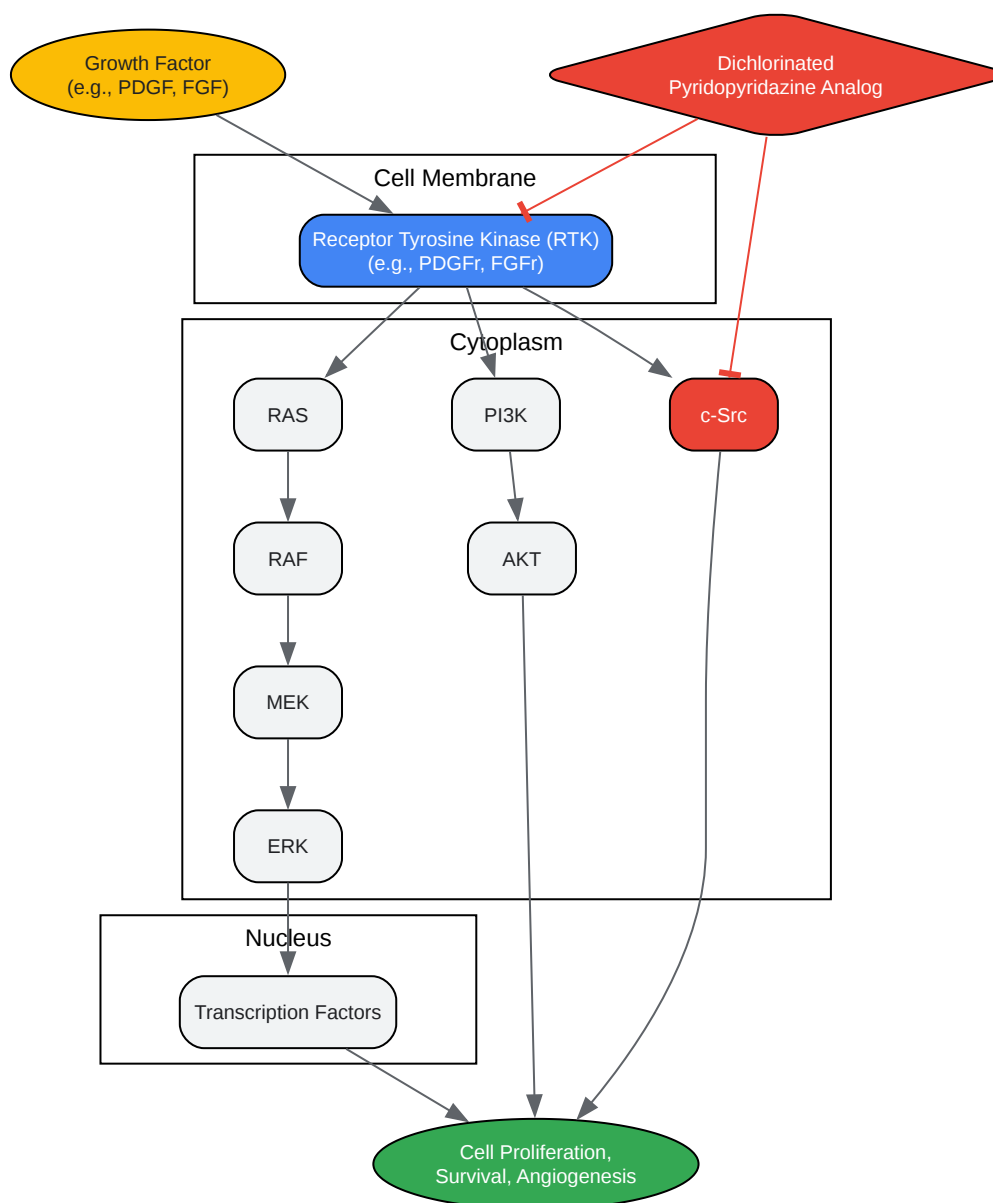 Growth Factor
(e.g., PDGF, FGF)
Dichlorinated
Pyridopyridazine Analog
Cell Membrane
Receptor Tyrosine Kinase (RTK)
(e.g., PDGFr, FGFr)
Cytoplasm
RAS
PI3K
c-Src
RAF
AKT
MEK
ERK
Nucleus
Transcription Factors
Cell Proliferation,
Survival, Angiogenesis